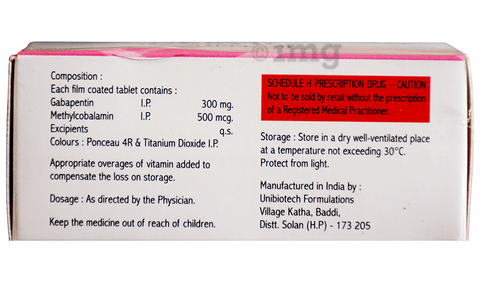 1mg
Composition :
Each film coated tablet contains :
Gabapentin I.P. 300 mg.
Methylcobalamin I.P. 500 mcg.
Excipients q.s.
Colours : Ponceau 4R & Titanium Dioxide I.P.
Appropriate overages of vitamin added to
compensate the loss on storage.
Dosage : As directed by the Physician.
Keep the medicine out of reach of children.
SCHEDULE H PRESCRIPTION DRUG - CAUTION
Not to be sold by retail without the prescription
of a Registered Medical Practitioner.
Storage : Store in a dry well-ventilated place
at a temperature not exceeding 30°C.
Protect from light.
Manufactured in India by :
Unibiotech Formulations
Village Katha, Baddi,
Distt. Solan (H.P) - 173 205